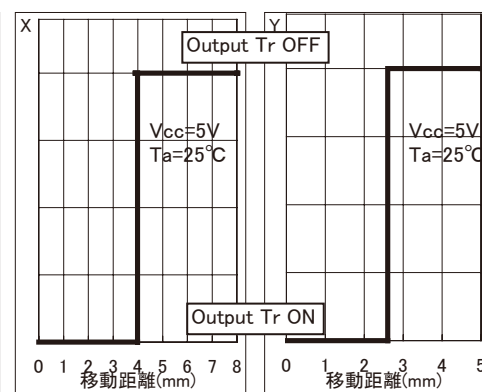 X
Y
Output Tr OFF
Vcc=5V
Ta=25℃
Vcc=5V
Ta=25℃
Output Tr ON
0 1 2 3 4 5 6 7 8
移動距離(mm)
0 1 2 3 4 5
移動距離(mm)